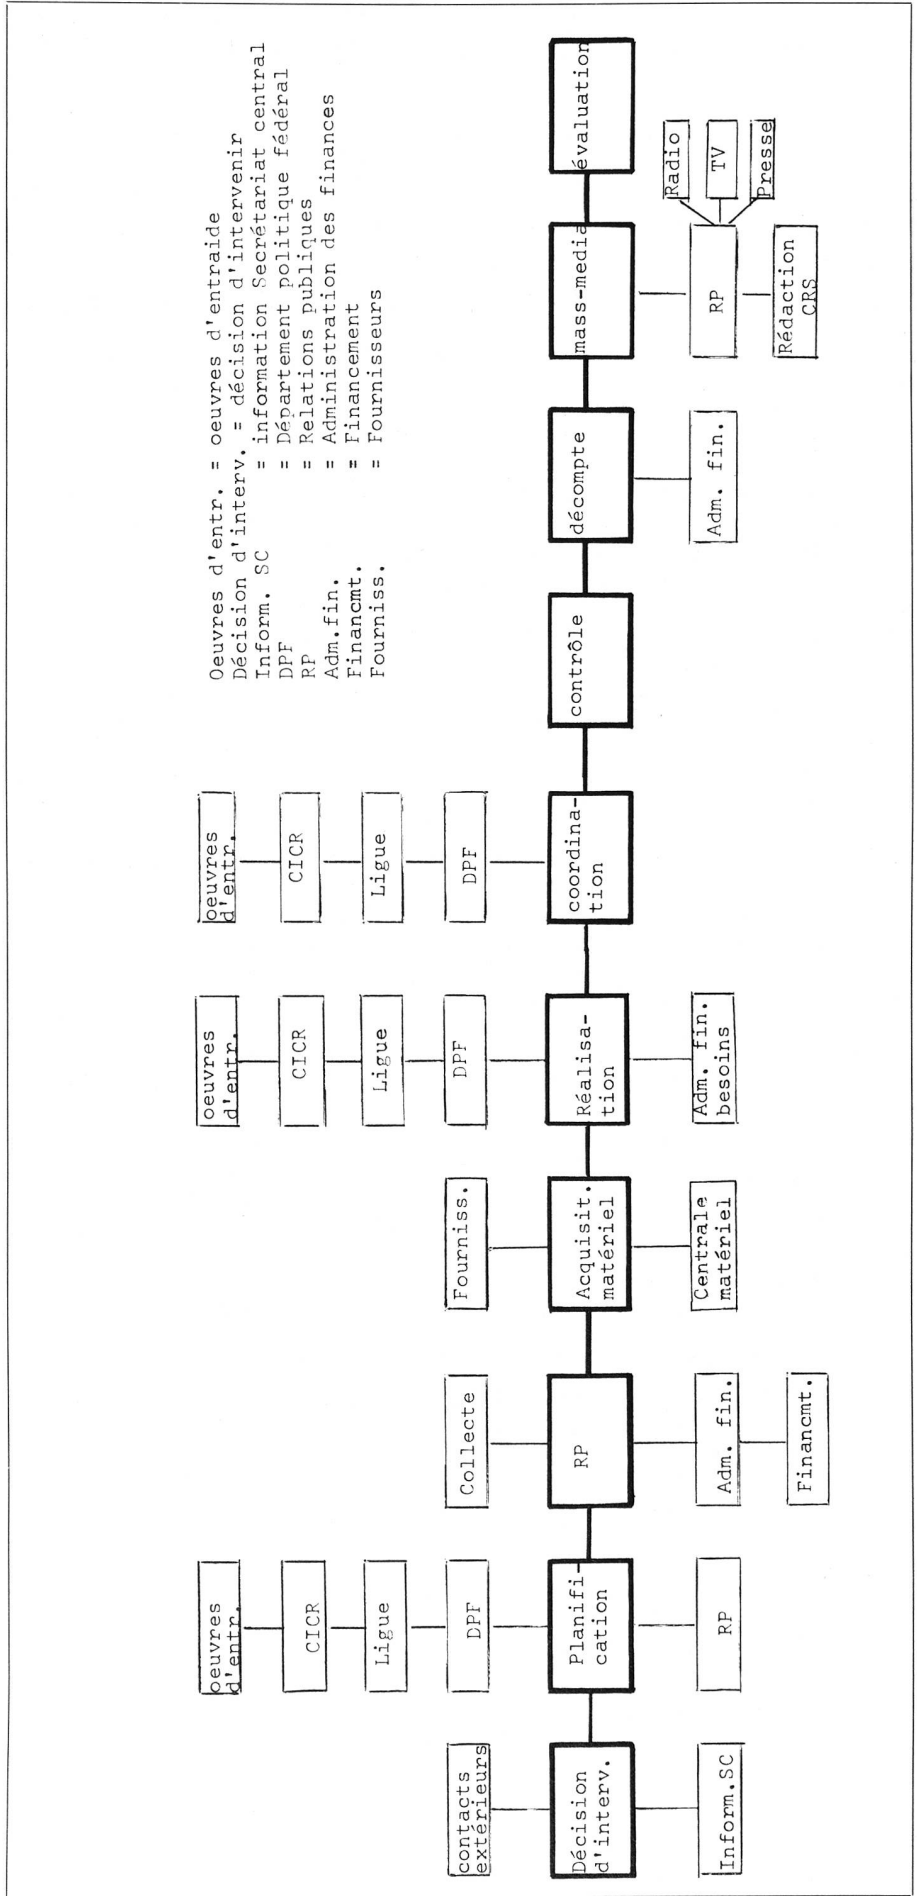 Oeuvres d'entr. = oeuvres d'entraide
Décision d'interv. = décision d'intervenir
Inform. SC = information Secrétariat central
DPF = Département politique fédéral
RP = Relations publiques
Adm.fin. = Administration des finances
Financmt. = Financement
Fourniss. = Fournisseurs
contacts
extérieurs
Décision
d'interv.
Inform.SC
oeuvres
d'entr.
CICR
Ligue
DPF
Planifi-
cation
RP
Collecte
RP
Adm. fin.
Financmt.
Fourniss.
Acquisit.
matériel
Centrale
matériel
oeuvres
d'entr.
CICR
Ligue
DPF
Réalisa-
tion
Adm. fin.
besoins
oeuvres
d'entr.
CICR
Ligue
DPF
coordina-
tion
contrôle
décompte
Adm. fin.
mass-media
RP
Radio
TV
Presse
Rédaction
CRS
évaluation